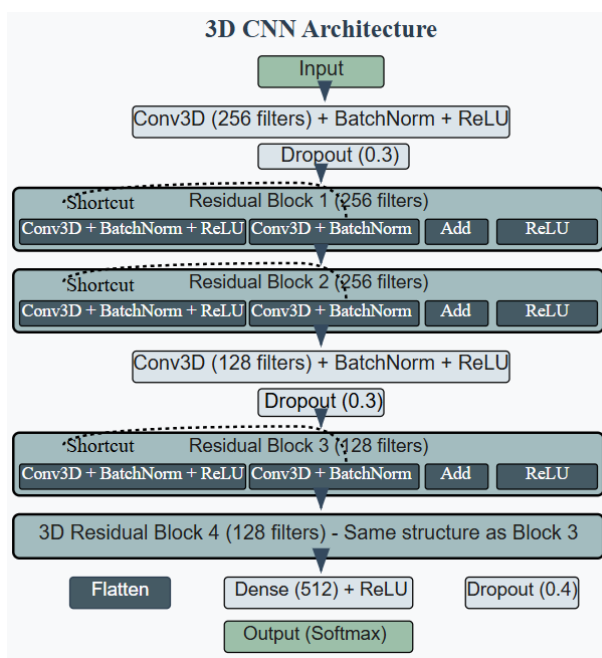 3D CNN Architecture
Input
Conv3D (256 filters) + BatchNorm + ReLU
Dropout (0.3)
Shortcut Residual Block 1 (256 filters)
Conv3D + BatchNorm + ReLU Conv3D + BatchNorm Add ReLU
Shortcut Residual Block 2 (256 filters)
Conv3D + BatchNorm + ReLU Conv3D + BatchNorm Add ReLU
Conv3D (128 filters) + BatchNorm + ReLU
Dropout (0.3)
Shortcut Residual Block 3 (128 filters)
Conv3D + BatchNorm + ReLU Conv3D + BatchNorm Add ReLU
3D Residual Block 4 (128 filters) - Same structure as Block 3
Flatten Dense (512) + ReLU Dropout (0.4)
Output (Softmax)